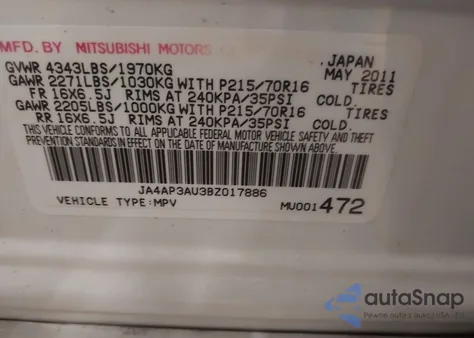 MFD. BY MITSUBISHI MOTORS JAPAN
GVWR 4343LBS/1970KG MAY 2011
GAWR 2271LBS/1030KG WITH P215/70R16 TIRES
FR 16X6.5J RIMS AT 240KPA/35PSI COLD.
GAWR 2205LBS/1000KG WITH P215/70R16 TIRES
RR 16X6.5J RIMS AT 240KPA/35PSI COLD.
THIS VEHICLE CONFORMS TO ALL APPLICABLE FEDERAL MOTOR VEHICLE SAFETY AND THEFT
PREVENTION STANDARDS IN EFFECT ON THE DATE OF MANUFACTURE SHOWN ABOVE.
JA4AP3AU3BZ017886
VEHICLE TYPE:MPV MU001472
autoSnap